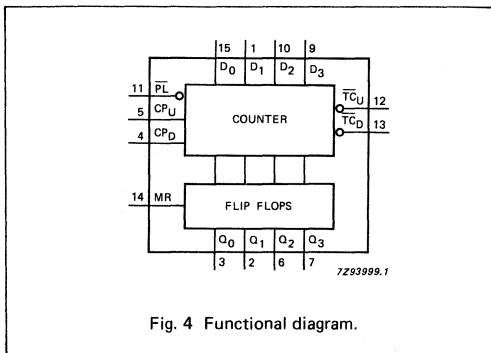 15 1 10 9
D0 D1 D2 D3
11 PL
5 CPU
4 CPD
COUNTER
TCU 12
TCD 13
14 MR
FLIP FLOPS
Q0 Q1 Q2 Q3
3 2 6 7
7Z93999.1
Fig. 4 Functional diagram.